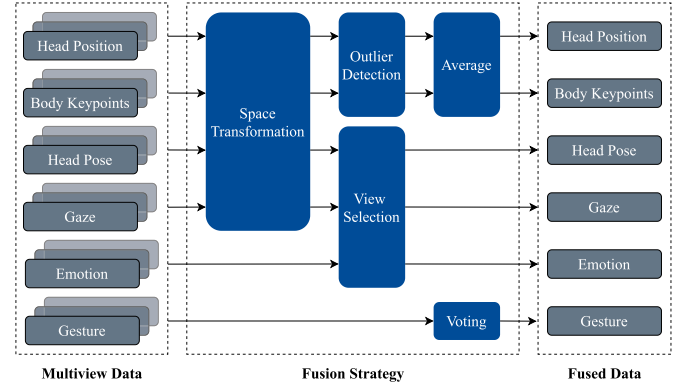 Head Position
Body Keypoints
Head Pose
Gaze
Emotion
Gesture
Multiview Data
Space
Transformation
Outlier
Detection
Average
View
Selection
Voting
Fusion Strategy
Head Position
Body Keypoints
Head Pose
Gaze
Emotion
Gesture
Fused Data